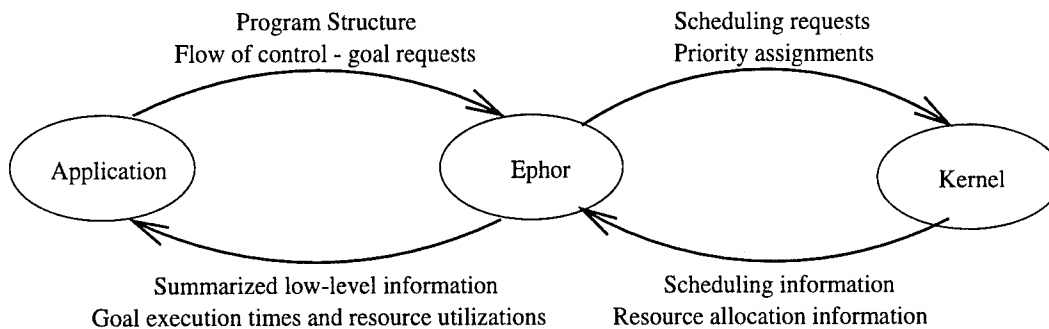 Program Structure
Flow of control - goal requests
Scheduling requests
Priority assignments
Application
Ephor
Kernel
Summarized low-level information
Goal execution times and resource utilizations
Scheduling information
Resource allocation information